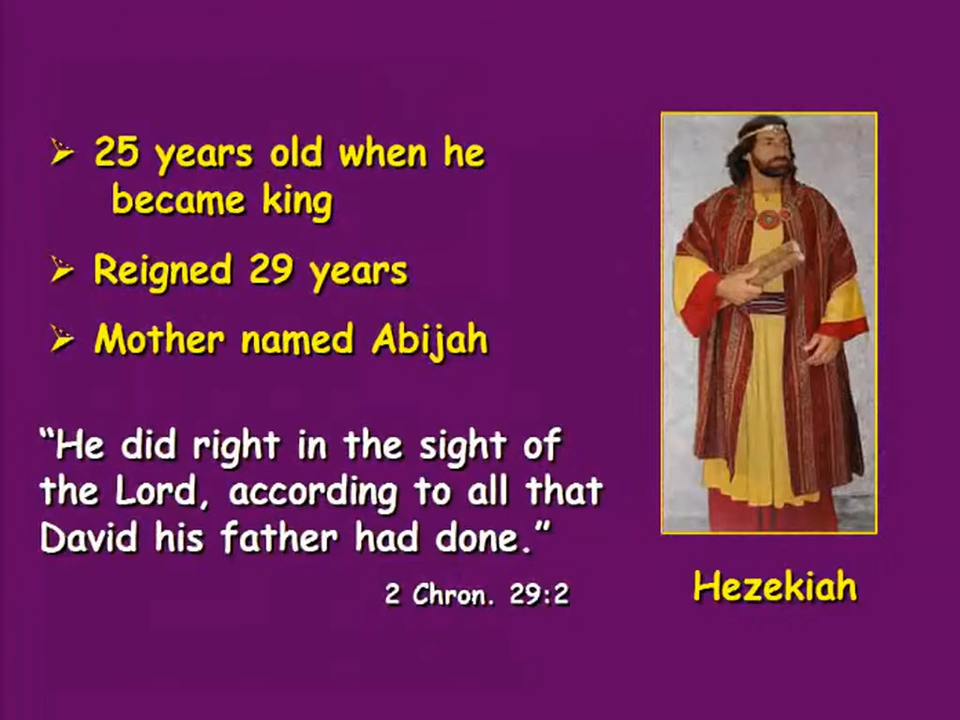 ➢ 25 years old when he
became king
➢ Reigned 29 years
➢ Mother named Abijah
“He did right in the sight of
the Lord, according to all that
David his father had done.”
2 Chron. 29:2
Hezekiah